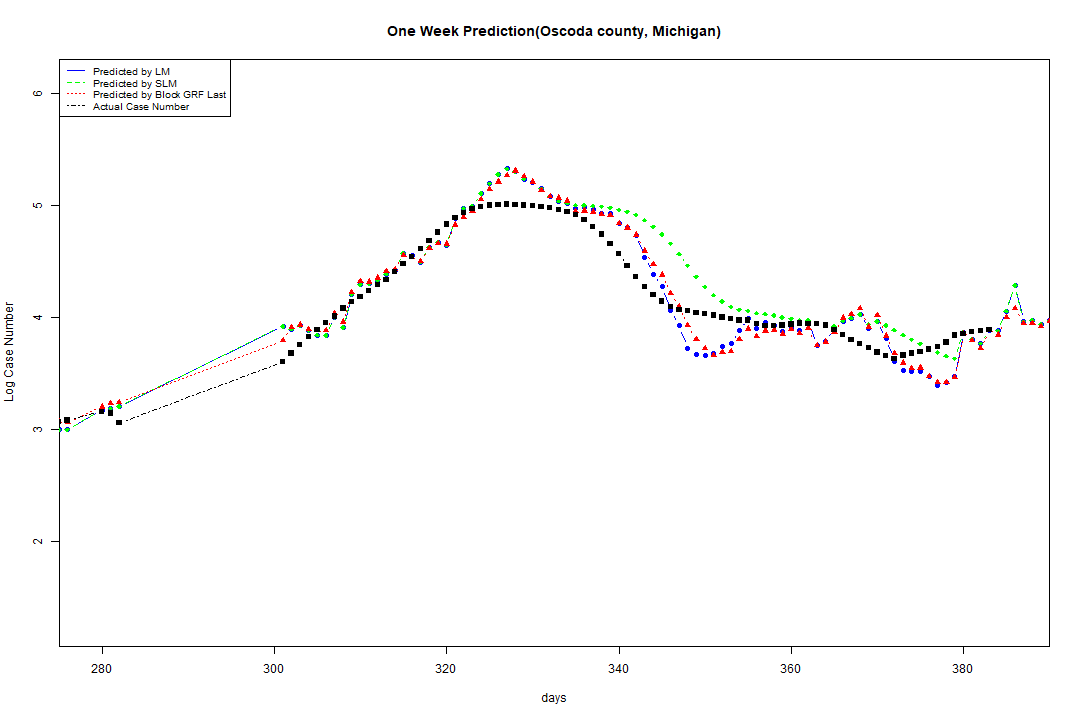 One Week Prediction(Oscoda county, Michigan)
Predicted by LM
Predicted by SLM
Predicted by Block GRF Last
Actual Case Number
6
5
4
3
2
Log Case Number
280 300 320 340 360 380
days